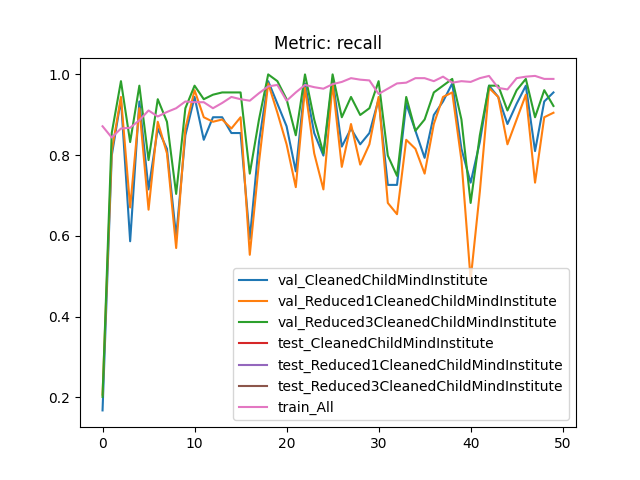 Metric: recall
1.0
0.8
0.6
0.4
0.2
val_CleanedChildMindInstitute
val_Reduced1CleanedChildMindInstitute
val_Reduced3CleanedChildMindInstitute
test_CleanedChildMindInstitute
test_Reduced1CleanedChildMindInstitute
test_Reduced3CleanedChildMindInstitute
train_All
0 10 20 30 40 50